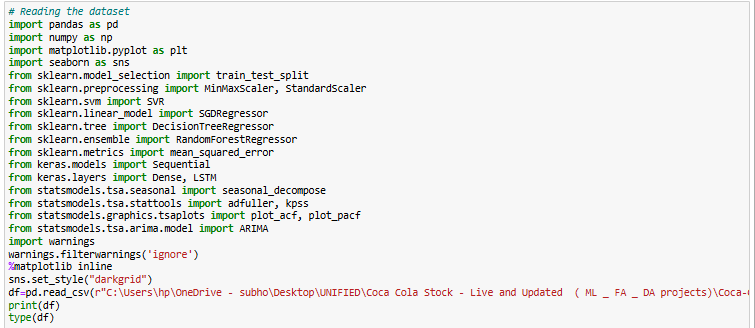 # Reading the dataset
import pandas as pd
import numpy as np
import matplotlib.pyplot as plt
import seaborn as sns
from sklearn.model_selection import train_test_split
from sklearn.preprocessing import MinMaxScaler, StandardScaler
from sklearn.svm import SVR
from sklearn.linear_model import SGDRegressor
from sklearn.tree import DecisionTreeRegressor
from sklearn.ensemble import RandomForestRegressor
from sklearn.metrics import mean_squared_error
from keras.models import Sequential
from keras.layers import Dense, LSTM
from statsmodels.tsa.seasonal import seasonal_decompose
from statsmodels.tsa.stattools import adfuller, kpss
from statsmodels.graphics.tsaplots import plot_acf, plot_pacf
from statsmodels.tsa.arima.model import ARIMA
import warnings
warnings.filterwarnings('ignore')
%matplotlib inline
sns.set_style("darkgrid")
df=pd.read_csv(r"C:\Users\hp\OneDrive - subho\Desktop\UNIFIED\Coca Cola Stock - Live and Updated  ( ML _ FA _ DA projects)\Coca-
print(df)
type(df)